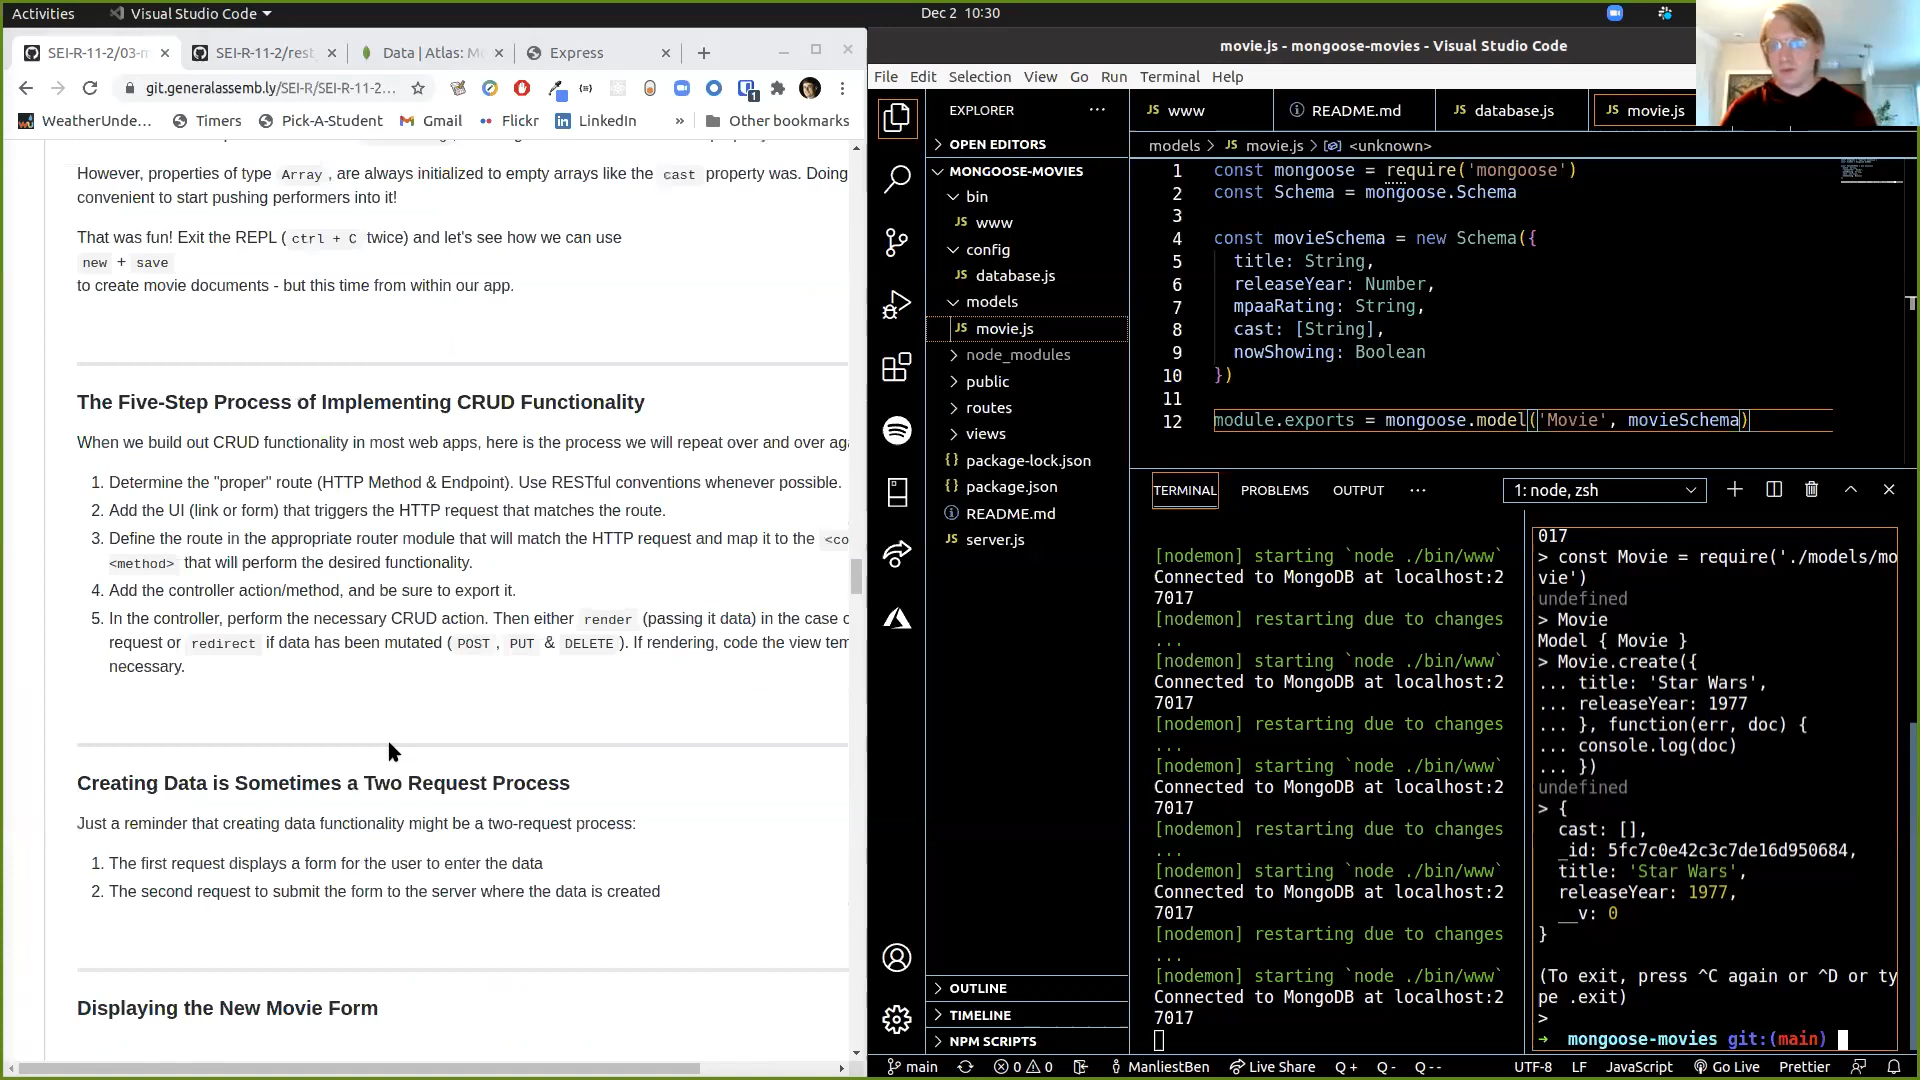 Activities
Visual Studio Code
Dec 2 10:30
SEI-R-11-2/03-m
SEI-R-11-2/rest
Data | Atlas: M
Express
git.generalassemb.ly/SEI-R/SEI-R-11-2...
WeatherUnde...
Timers
Pick-A-Student
Gmail
Flickr
LinkedIn
»
Other bookmarks
However, properties of type Array , are always initialized to empty arrays like the cast property was. Doing
convenient to start pushing performers into it!
That was fun! Exit the REPL ( ctrl + C twice) and let's see how we can use
new + save
to create movie documents - but this time from within our app.
The Five-Step Process of Implementing CRUD Functionality
When we build out CRUD functionality in most web apps, here is the process we will repeat over and over aga
1. Determine the "proper" route (HTTP Method & Endpoint). Use RESTful conventions whenever possible.
2. Add the UI (link or form) that triggers the HTTP request that matches the route.
3. Define the route in the appropriate router module that will match the HTTP request and map it to the <co
<method> that will perform the desired functionality.
4. Add the controller action/method, and be sure to export it.
5. In the controller, perform the necessary CRUD action. Then either render (passing it data) in the case o
request or redirect if data has been mutated ( POST , PUT & DELETE ). If rendering, code the view tem
necessary.
Creating Data is Sometimes a Two Request Process
Just a reminder that creating data functionality might be a two-request process:
1. The first request displays a form for the user to enter the data
2. The second request to submit the form to the server where the data is created
Displaying the New Movie Form
movie.js - mongoose-movies - Visual Studio Code
File Edit Selection View Go Run Terminal Help
EXPLORER
OPEN EDITORS
MONGOOSE-MOVIES
bin
JS www
config
JS database.js
models
JS movie.js
node_modules
public
routes
views
{} package-lock.json
{} package.json
README.md
JS server.js
OUTLINE
TIMELINE
NPM SCRIPTS
JS www
README.md
JS database.js
JS movie.js
models > JS movie.js > <unknown>
1 const mongoose = require('mongoose')
2 const Schema = mongoose.Schema
3
4 const movieSchema = new Schema({
5 title: String,
6 releaseYear: Number,
7 mpaaRating: String,
8 cast: [String],
9 nowShowing: Boolean
10 })
11
12 module.exports = mongoose.model('Movie', movieSchema)
TERMINAL PROBLEMS OUTPUT ...
1: node, zsh
[nodemon] starting `node ./bin/www`
Connected to MongoDB at localhost:2
7017
[nodemon] restarting due to changes
...
[nodemon] starting `node ./bin/www`
Connected to MongoDB at localhost:2
7017
[nodemon] restarting due to changes
...
[nodemon] starting `node ./bin/www`
Connected to MongoDB at localhost:2
7017
[nodemon] restarting due to changes
...
[nodemon] starting `node ./bin/www`
Connected to MongoDB at localhost:2
7017
[nodemon] restarting due to changes
...
[nodemon] starting `node ./bin/www`
Connected to MongoDB at localhost:2
7017
017
> const Movie = require('./models/mo
vie')
undefined
> Movie
Model { Movie }
> Movie.create({
... title: 'Star Wars',
... releaseYear: 1977
... }, function(err, doc) {
... console.log(doc)
... })
undefined
> {
cast: [],
_id: 5fc7c0e42c3c7de16d950684,
title: 'Star Wars',
releaseYear: 1977,
__v: 0
}
(To exit, press ^C again or ^D or ty
pe .exit)
>
→ mongoose-movies git:(main)
main
0 0
ManliestBen
Live Share
Q + Q - Q - -
UTF-8
LF
JavaScript
Go Live
Prettier